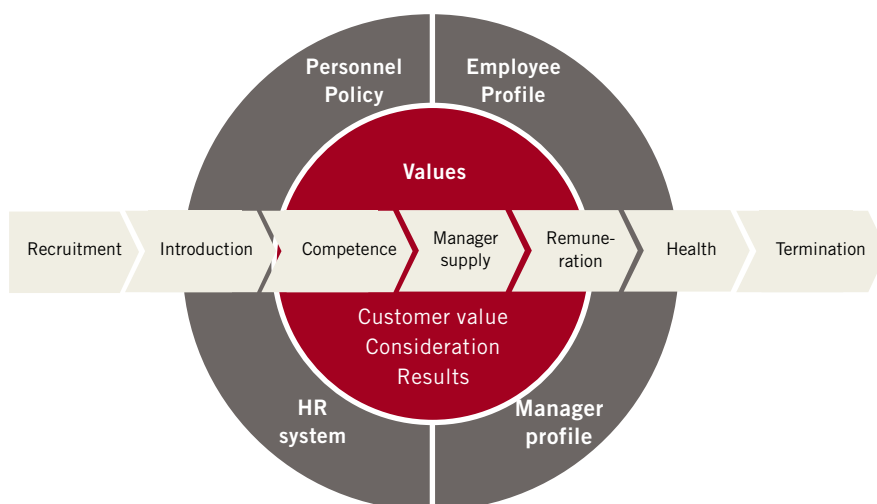 Personnel
Policy
Employee
Profile
Values
Recruitment
Introduction
Competence
Manager
supply
Remune-
ration
Health
Termination
Customer value
Consideration
Results
HR
system
Manager
profile